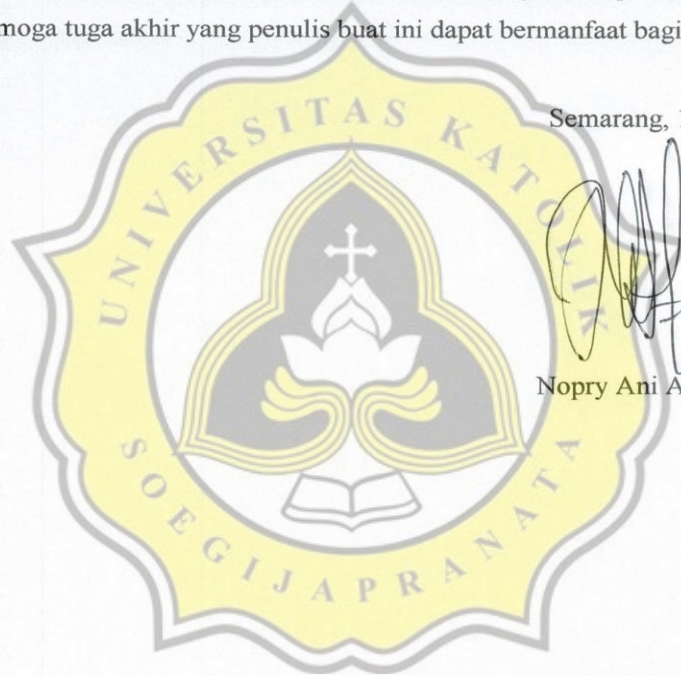 moga tuga akhir yang penulis buat ini dapat bermanfaat bagi
Semarang,
UNIVERSITAS KATOLIK
SOEGIJAPRANATA
Nopry Ani A